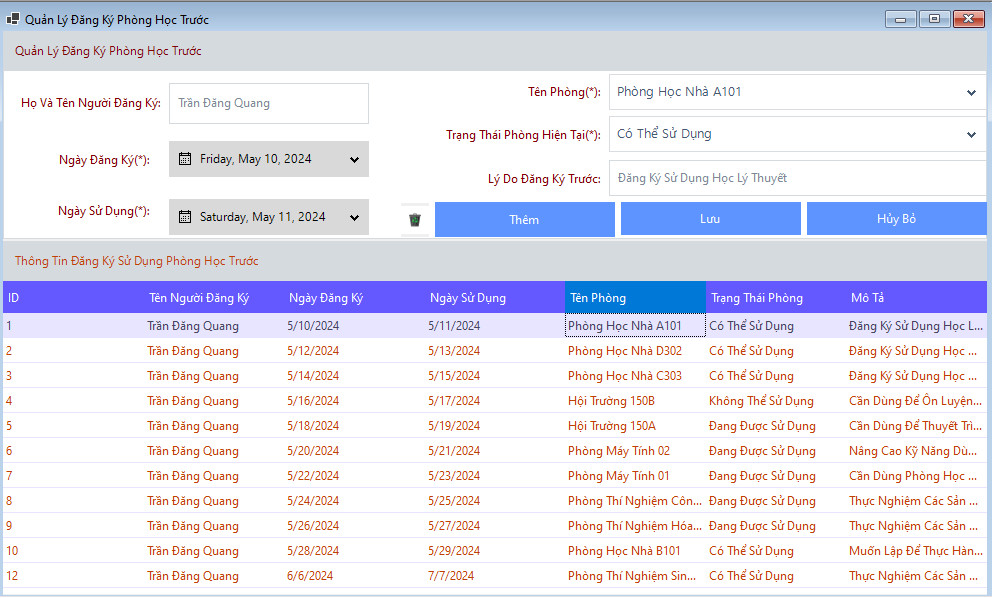 Quản Lý Đăng Ký Phòng Học Trước
Quản Lý Đăng Ký Phòng Học Trước
Họ Và Tên Người Đăng Ký: Trần Đăng Quang
Tên Phòng(*): Phòng Học Nhà A101
Trạng Thái Phòng Hiện Tại(*): Có Thể Sử Dụng
Ngày Đăng Ký(*): Friday, May 10, 2024
Lý Do Đăng Ký Trước: Đăng Ký Sử Dụng Học Lý Thuyết
Ngày Sử Dụng(*): Saturday, May 11, 2024
Thêm Lưu Hủy Bỏ
Thông Tin Đăng Ký Sử Dụng Phòng Học Trước
ID Tên Người Đăng Ký Ngày Đăng Ký Ngày Sử Dụng Tên Phòng Trạng Thái Phòng Mô Tả
1 Trần Đăng Quang 5/10/2024 5/11/2024 Phòng Học Nhà A101 Có Thể Sử Dụng Đăng Ký Sử Dụng Học L...
2 Trần Đăng Quang 5/12/2024 5/13/2024 Phòng Học Nhà D302 Có Thể Sử Dụng Đăng Ký Sử Dụng Học ...
3 Trần Đăng Quang 5/14/2024 5/15/2024 Phòng Học Nhà C303 Có Thể Sử Dụng Đăng Ký Sử Dụng Học ...
4 Trần Đăng Quang 5/16/2024 5/17/2024 Hội Trường 150B Không Thể Sử Dụng Cần Dùng Để Ôn Luyện...
5 Trần Đăng Quang 5/18/2024 5/19/2024 Hội Trường 150A Đang Được Sử Dụng Cần Dùng Để Thuyết Trì...
6 Trần Đăng Quang 5/20/2024 5/21/2024 Phòng Máy Tính 02 Đang Được Sử Dụng Nâng Cao Kỹ Năng Dù...
7 Trần Đăng Quang 5/22/2024 5/23/2024 Phòng Máy Tính 01 Đang Được Sử Dụng Cần Dùng Phòng Học ...
8 Trần Đăng Quang 5/24/2024 5/25/2024 Phòng Thí Nghiệm Côn... Đang Được Sử Dụng Thực Nghiệm Các Sản ...
9 Trần Đăng Quang 5/26/2024 5/27/2024 Phòng Thí Nghiệm Hóa... Đang Được Sử Dụng Thực Nghiệm Các Sản ...
10 Trần Đăng Quang 5/28/2024 5/29/2024 Phòng Học Nhà B101 Có Thể Sử Dụng Muốn Lập Để Thực Hàn...
12 Trần Đăng Quang 6/6/2024 7/7/2024 Phòng Thí Nghiệm Sin... Có Thể Sử Dụng Thực Nghiệm Các Sản ...